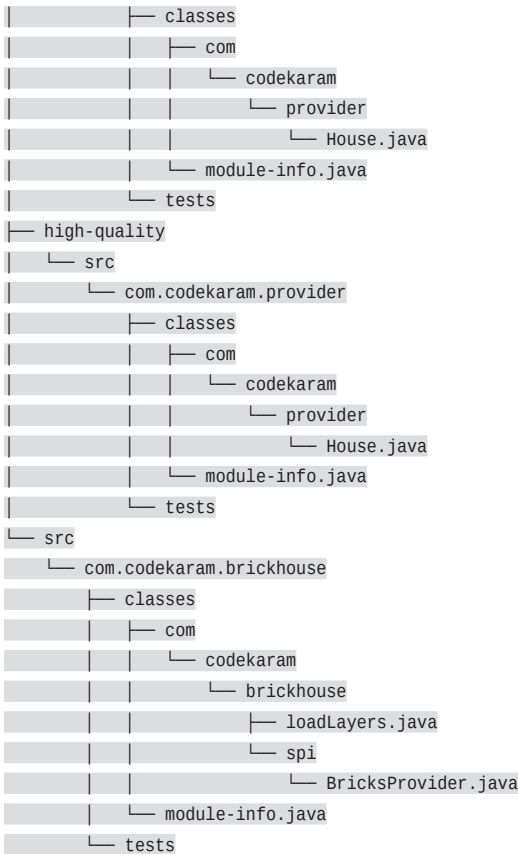 │           ├── classes
│           │   ├── com
│           │   │   └── codekaram
│           │   │       └── provider
│           │   │           └── House.java
│           │   └── module-info.java
│           └── tests
├── high-quality
│   └── src
│       └── com.codekaram.provider
│           ├── classes
│           │   ├── com
│           │   │   └── codekaram
│           │   │       └── provider
│           │   │           └── House.java
│           │   └── module-info.java
│           └── tests
└── src
    └── com.codekaram.brickhouse
        ├── classes
        │   ├── com
        │   │   └── codekaram
        │   │       └── brickhouse
        │   │           ├── loadLayers.java
        │   │           └── spi
        │   │               └── BricksProvider.java
        │   └── module-info.java
        └── tests